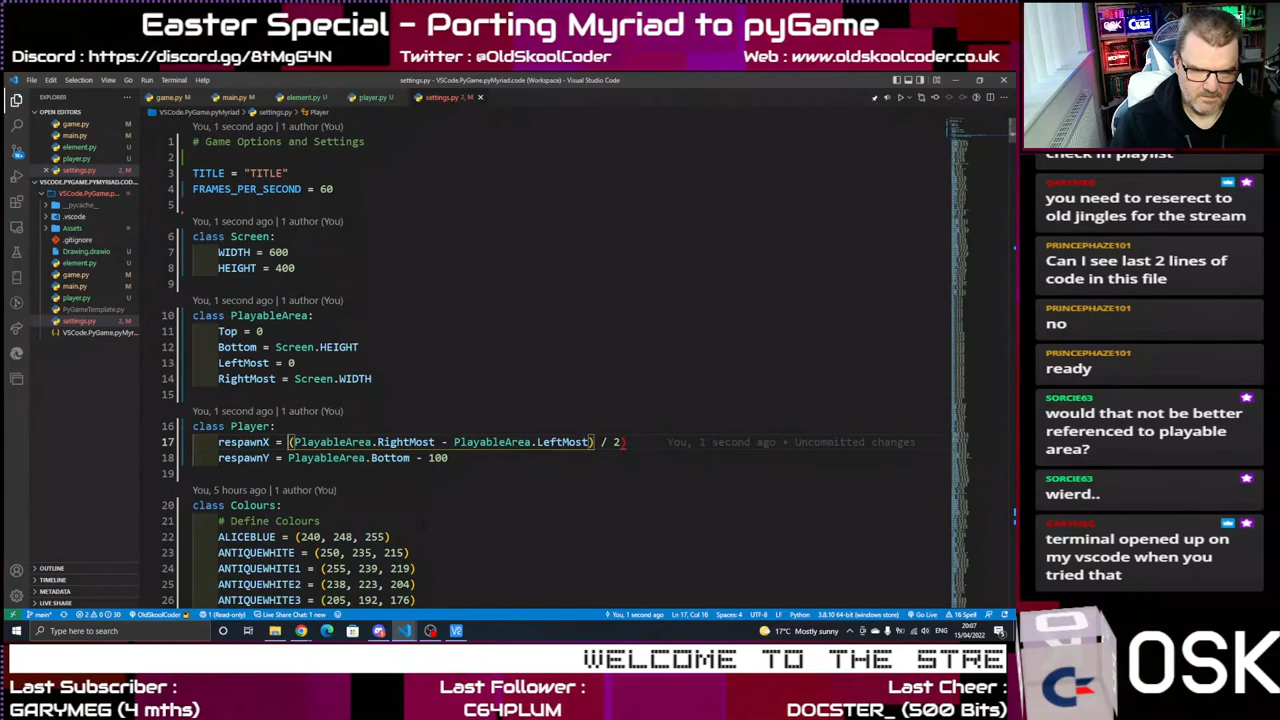 Easter Special - Porting Myriad to pyGame
Discord : https://discord.gg/8tMgG4N
Twitter : @OldSkoolCoder
Web : www.oldskoolcoder.co.uk
File Edit Selection View Go Run Terminal Help
settings.py - VSCode.PyGame.pyMyriad.code (Workspace) - Visual Studio Code
EXPLORER
game.py
main.py
element.py U
player.py U
settings.py 2, M
VSCode.PyGame.pyMyriad > settings.py > Player
OPEN EDITORS
game.py M
main.py M
element.py U
player.py U
settings.py 2, M
VSCODE.PYGAME.PYMYRIAD.COD...
VSCode.PyGame.p...
__pycache__
.vscode
Assets
.gitignore
Drawing.drawio U
element.py U
game.py M
main.py M
player.py U
PyGameTemplate.py
settings.py 2, M
VSCode.PyGame.pyMyr...
OUTLINE
TIMELINE
METADATA
LIVE SHARE
You, 1 second ago | 1 author (You)
1 # Game Options and Settings
2
3 TITLE = "TITLE"
4 FRAMES_PER_SECOND = 60
5
You, 1 second ago | 1 author (You)
6 class Screen:
7 WIDTH = 600
8 HEIGHT = 400
9
You, 1 second ago | 1 author (You)
10 class PlayableArea:
11 Top = 0
12 Bottom = Screen.HEIGHT
13 LeftMost = 0
14 RightMost = Screen.WIDTH
15
You, 1 second ago | 1 author (You)
16 class Player:
17 respawnX = (PlayableArea.RightMost - PlayableArea.LeftMost) / 2) You, 1 second ago • Uncommitted changes
18 respawnY = PlayableArea.Bottom - 100
19
You, 5 hours ago | 1 author (You)
20 class Colours:
21 # Define Colours
22 ALICEBLUE = (240, 248, 255)
23 ANTIQUEWHITE = (250, 235, 215)
24 ANTIQUEWHITE1 = (255, 239, 219)
25 ANTIQUEWHITE2 = (238, 223, 204)
26 ANTIQUEWHITE3 = (205, 192, 176)
main* 2 0 30 OldSkoolCoder 1 (Read-only) Live Share Chat: 1 new
You, 1 second ago Ln 17, Col 16 Spaces: 4 UTF-8 LF Python 3.8.10 64-bit (windows store) Go Live 16 Spell
Type here to search
17°C Mostly sunny
ENG
20:07
15/04/2022
check in playlist
GARYMEG
you need to reserect to
old jingles for the stream
PRINCEPHAZE101
Can I see last 2 lines of
code in this file
PRINCEPHAZE101
no
PRINCEPHAZE101
ready
SORCIE63
would that not be better
referenced to playable
area?
SORCIE63
wierd..
GARYMEG
terminal opened up on
my vscode when you
tried that
WELCOME TO THE STRE
OSK
Last Subscriber :
GARYMEG (4 mths)
Last Follower :
C64PLUM
Last Cheer :
DOCSTER_ (500 Bits)